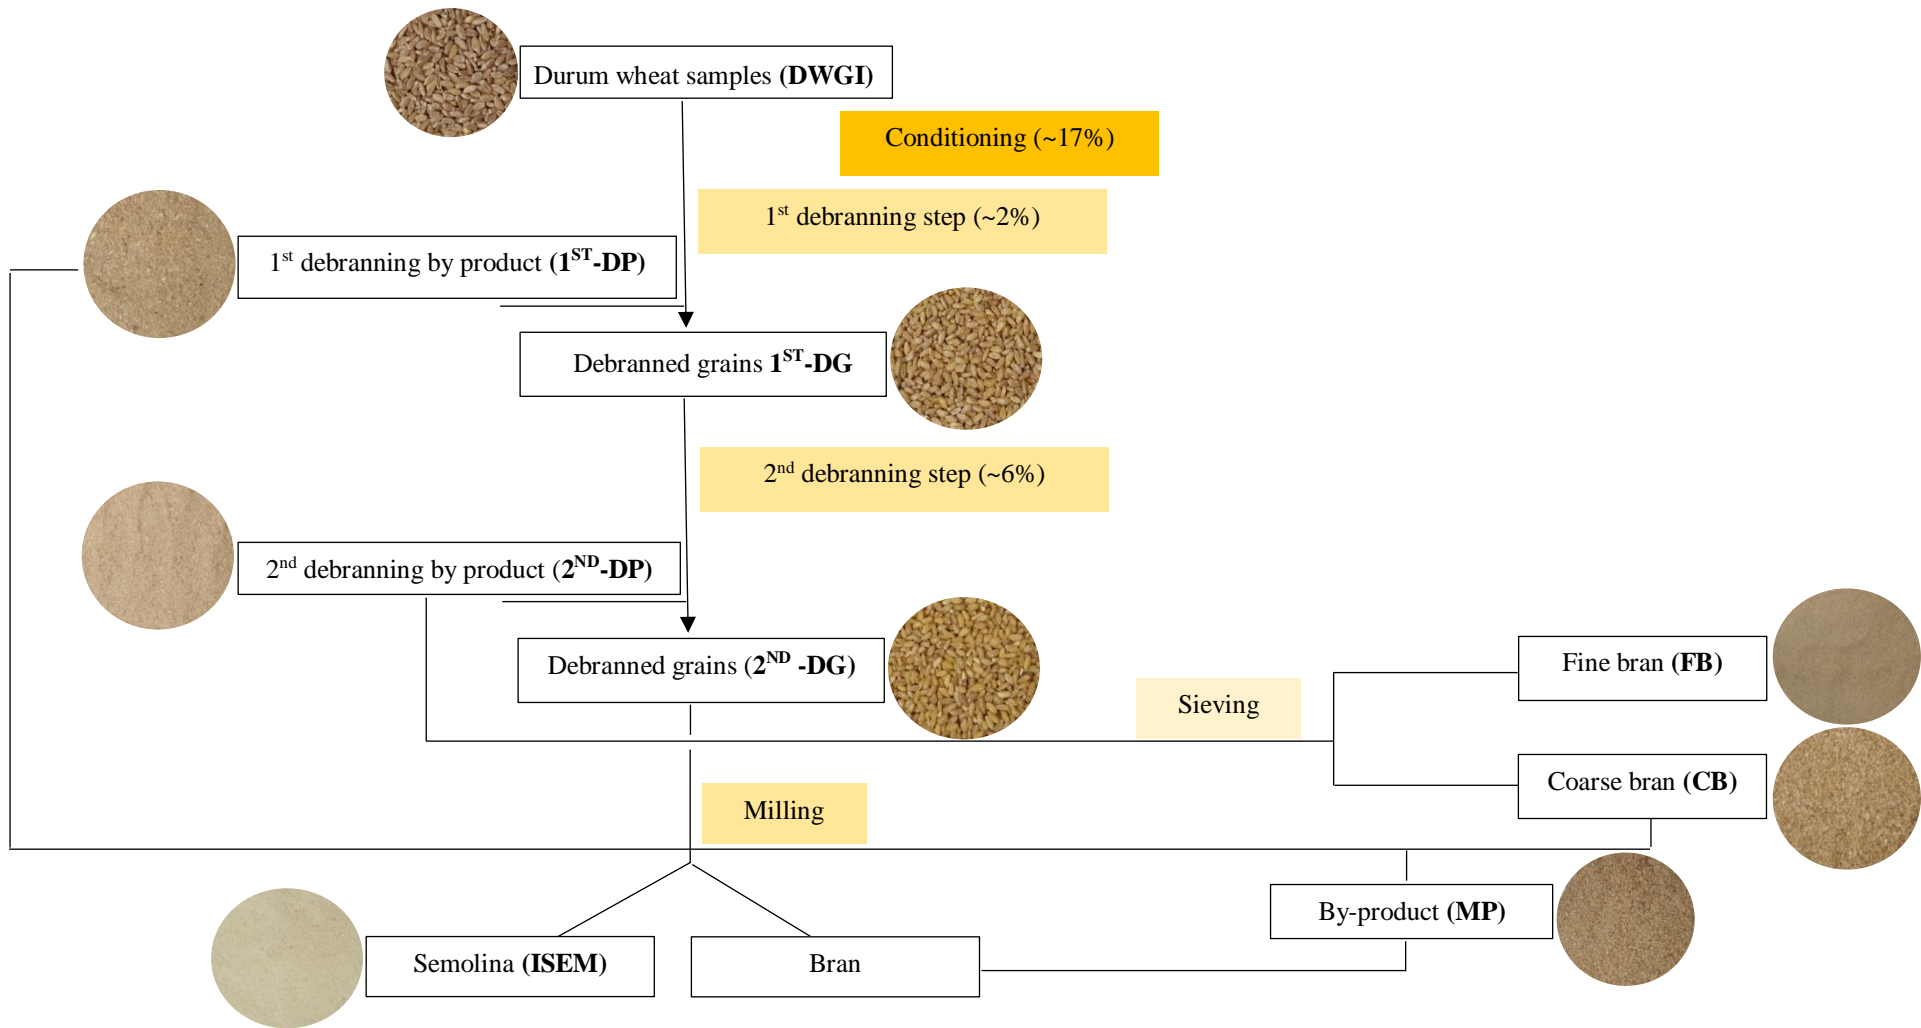 Durum wheat samples (DWGI)
Conditioning (~17%)
1st debranning step (~2%)
1st debranning by product (1ST-DP)
Debranned grains 1ST-DG
2nd debranning step (~6%)
2nd debranning by product (2ND-DP)
Debranned grains (2ND -DG)
Fine bran (FB)
Sieving
Coarse bran (CB)
Milling
By-product (MP)
Semolina (ISEM)
Bran